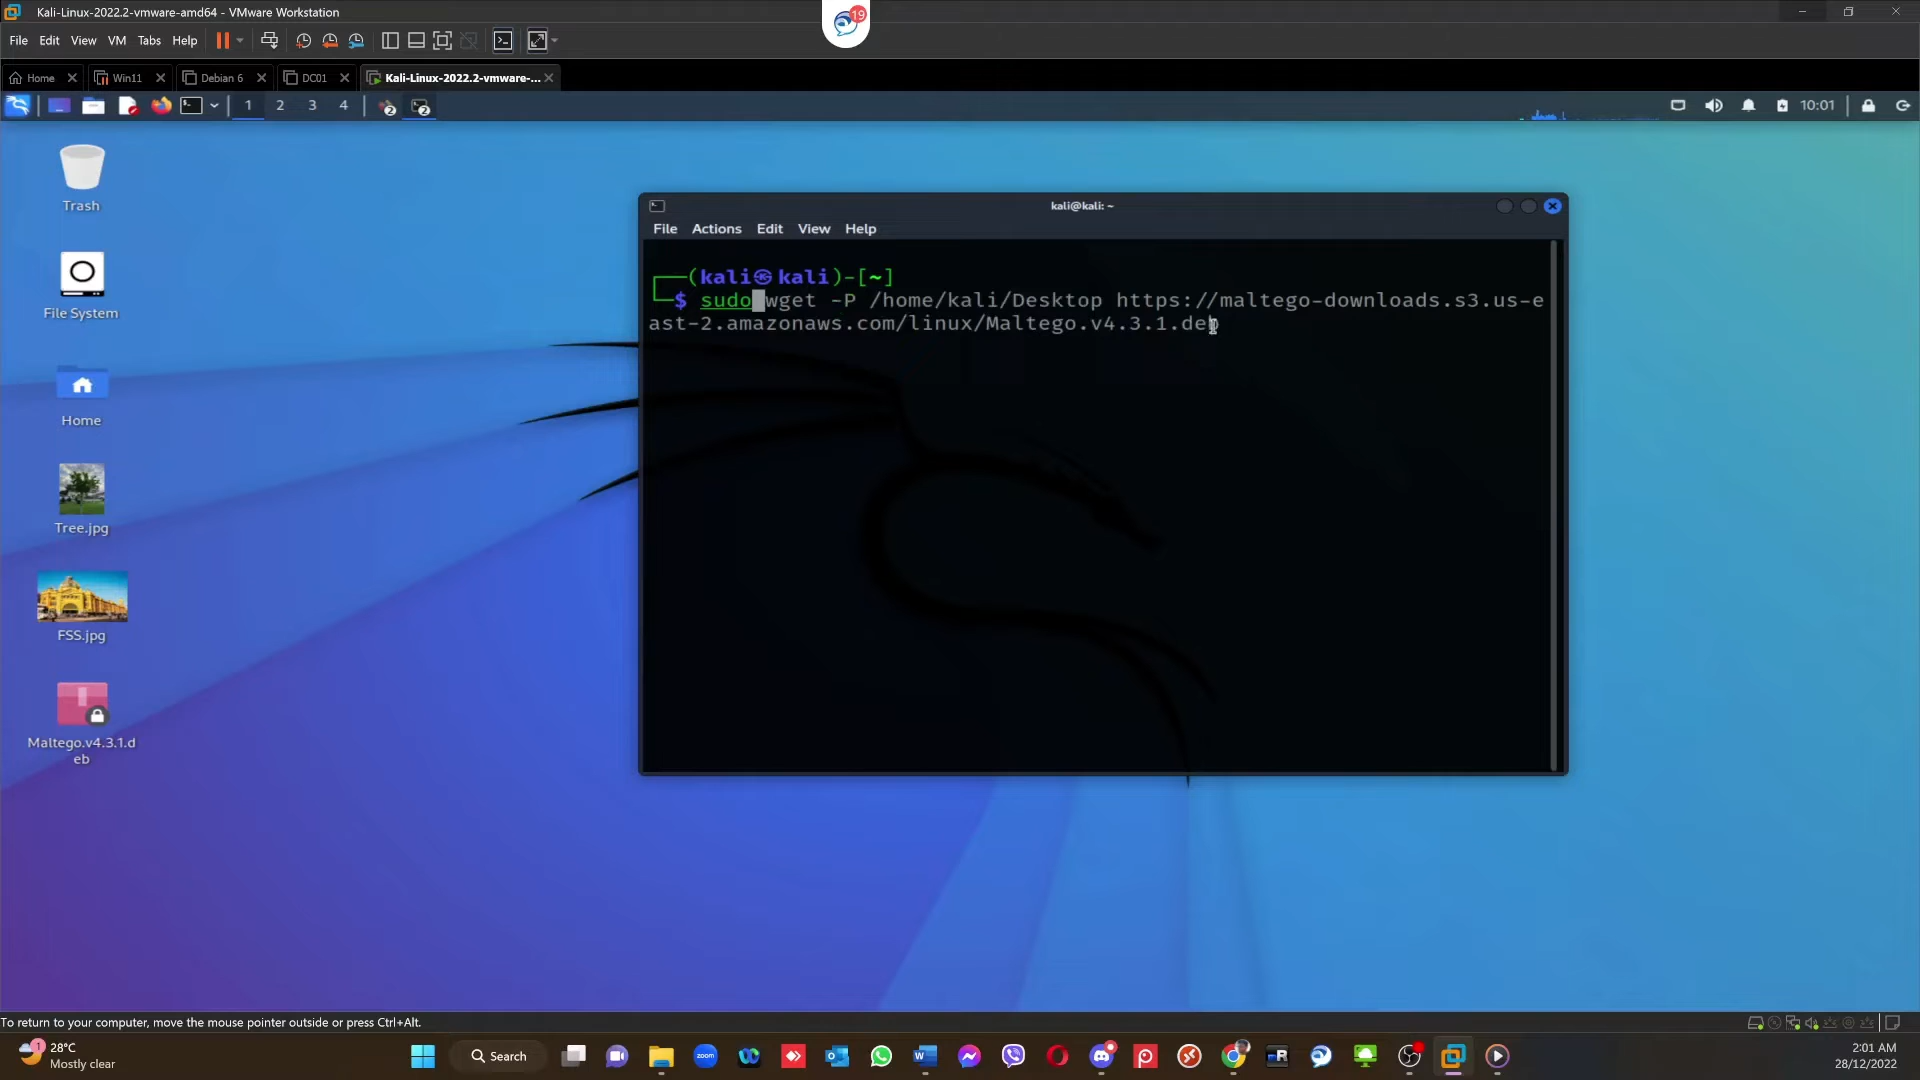 Kali-Linux-2022.2-vmware-amd64 - VMware Workstation
19
File Edit View VM Tabs Help
Home Win11 Debian 6 DC01 Kali-Linux-2022.2-vmware-...
1 2 3 4 2 2 10:01
Trash
File System
Home
Tree.jpg
FSS.jpg
Maltego.v4.3.1.d
eb
kali@kali: ~
File Actions Edit View Help
(kali㉿kali)-[~]
$ sudo wget -P /home/kali/Desktop https://maltego-downloads.s3.us-e
ast-2.amazonaws.com/linux/Maltego.v4.3.1.deb
To return to your computer, move the mouse pointer outside or press Ctrl+Alt.
1
28°C
Mostly clear
Search
zoom
2:01 AM
28/12/2022